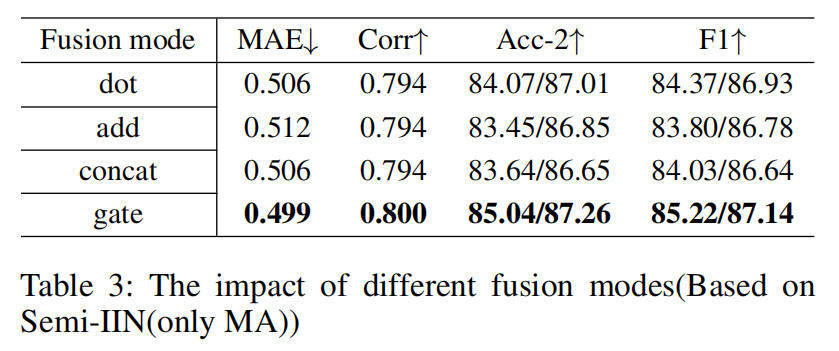 Fusion mode MAE↓ Corr↑ Acc-2↑ F1↑
dot 0.506 0.794 84.07/87.01 84.37/86.93
add 0.512 0.794 83.45/86.85 83.80/86.78
concat 0.506 0.794 83.64/86.65 84.03/86.64
gate 0.499 0.800 85.04/87.26 85.22/87.14
Table 3: The impact of different fusion modes(Based on
Semi-IIN(only MA))